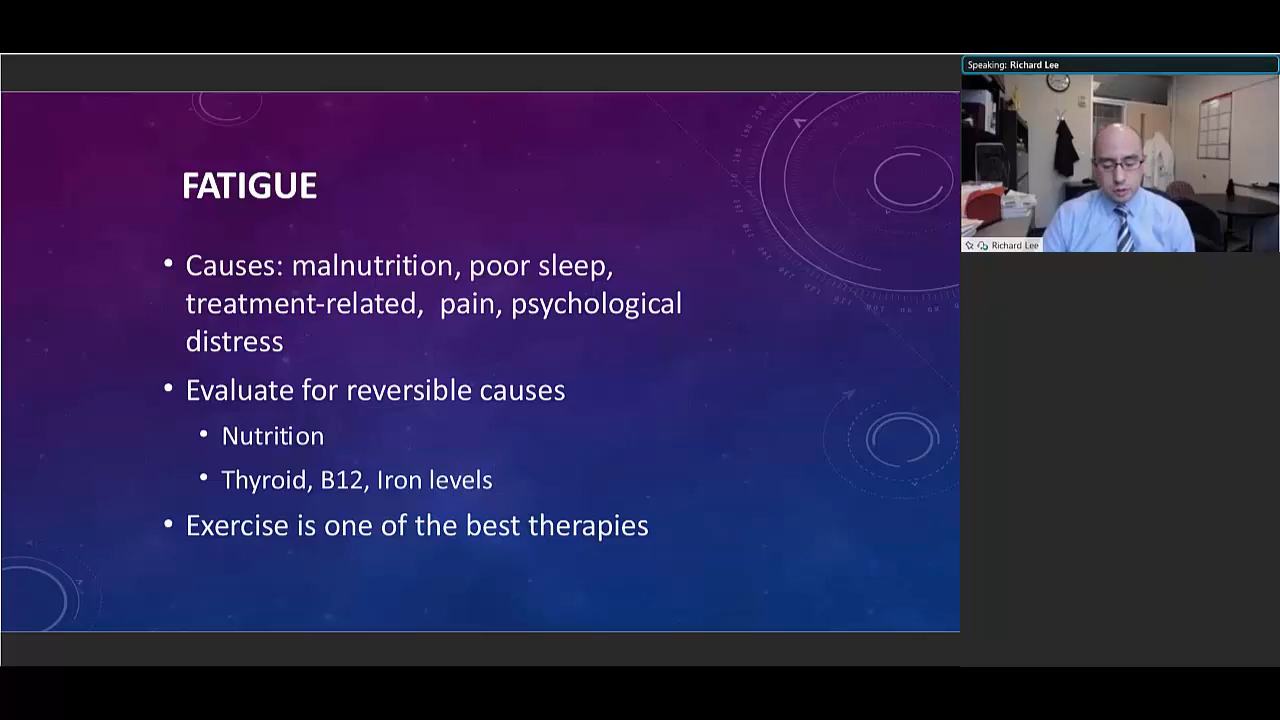 Speaking: Richard Lee
FATIGUE
• Causes: malnutrition, poor sleep,
treatment-related,  pain, psychological
distress
• Evaluate for reversible causes
• Nutrition
• Thyroid, B12, Iron levels
• Exercise is one of the best therapies
Richard Lee